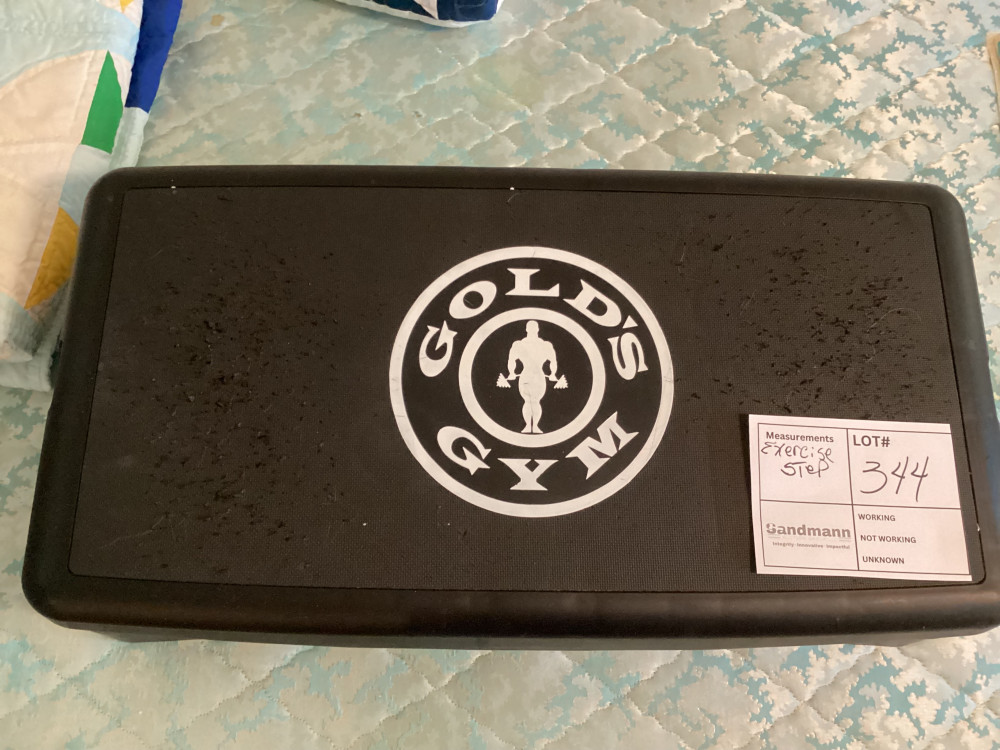 GOLD'S
GYM
Measurements
Exercise
Step
LOT#
344
Sandmann
Integrity · Innovative · Impactful
WORKING
NOT WORKING
UNKNOWN